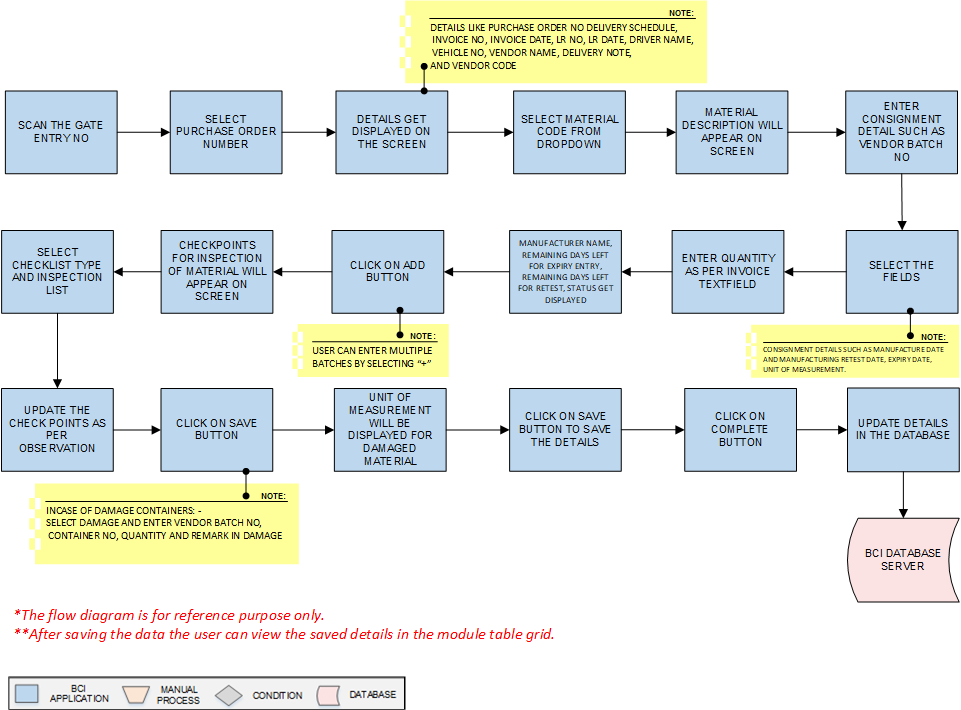 NOTE:
DETAILS LIKE PURCHASE ORDER NO DELIVERY SCHEDULE,
INVOICE NO, INVOICE DATE, LR NO, LR DATE, DRIVER NAME,
VEHICLE NO, VENDOR NAME, DELIVERY NOTE,
AND VENDOR CODE
SCAN THE GATE
ENTRY NO
SELECT
PURCHASE ORDER
NUMBER
DETAILS GET
DISPLAYED ON
THE SCREEN
SELECT MATERIAL
CODE FROM
DROPDOWN
MATERIAL
DESCRIPTION WILL
APPEAR ON
SCREEN
ENTER
CONSIGNMENT
DETAIL SUCH AS
VENDOR BATCH
NO
SELECT THE
FIELDS
ENTER QUANTITY
AS PER INVOICE
TEXTFIELD
MANUFACTURER NAME,
REMAINING DAYS LEFT
FOR EXPIRY ENTRY,
REMAINING DAYS LEFT
FOR RETEST, STATUS GET
DISPLAYED
CLICK ON ADD
BUTTON
CHECKPOINTS
FOR INSPECTION
OF MATERIAL WILL
APPEAR ON
SCREEN
SELECT
CHECKLIST TYPE
AND INSPECTION
LIST
NOTE:
CONSIGNMENT DETAILS SUCH AS MANUFACTURE DATE
AND MANUFACTURING RETEST DATE, EXPIRY DATE,
UNIT OF MEASUREMENT.
NOTE:
USER CAN ENTER MULTIPLE
BATCHES BY SELECTING "+"
UPDATE THE
CHECK POINTS AS
PER
OBSERVATION
CLICK ON SAVE
BUTTON
UNIT OF
MEASUREMENT
WILL BE
DISPLAYED FOR
DAMAGED
MATERIAL
CLICK ON SAVE
BUTTON TO SAVE
THE DETAILS
CLICK ON
COMPLETE
BUTTON
UPDATE DETAILS
IN THE DATABASE
NOTE:
INCASE OF DAMAGE CONTAINERS: -
SELECT DAMAGE AND ENTER VENDOR BATCH NO,
CONTAINER NO, QUANTITY AND REMARK IN DAMAGE
BCI DATABASE
SERVER
*The flow diagram is for reference purpose only.
**After saving the data the user can view the saved details in the module table grid.
BCI
APPLICATION
MANUAL
PROCESS
CONDITION
DATABASE